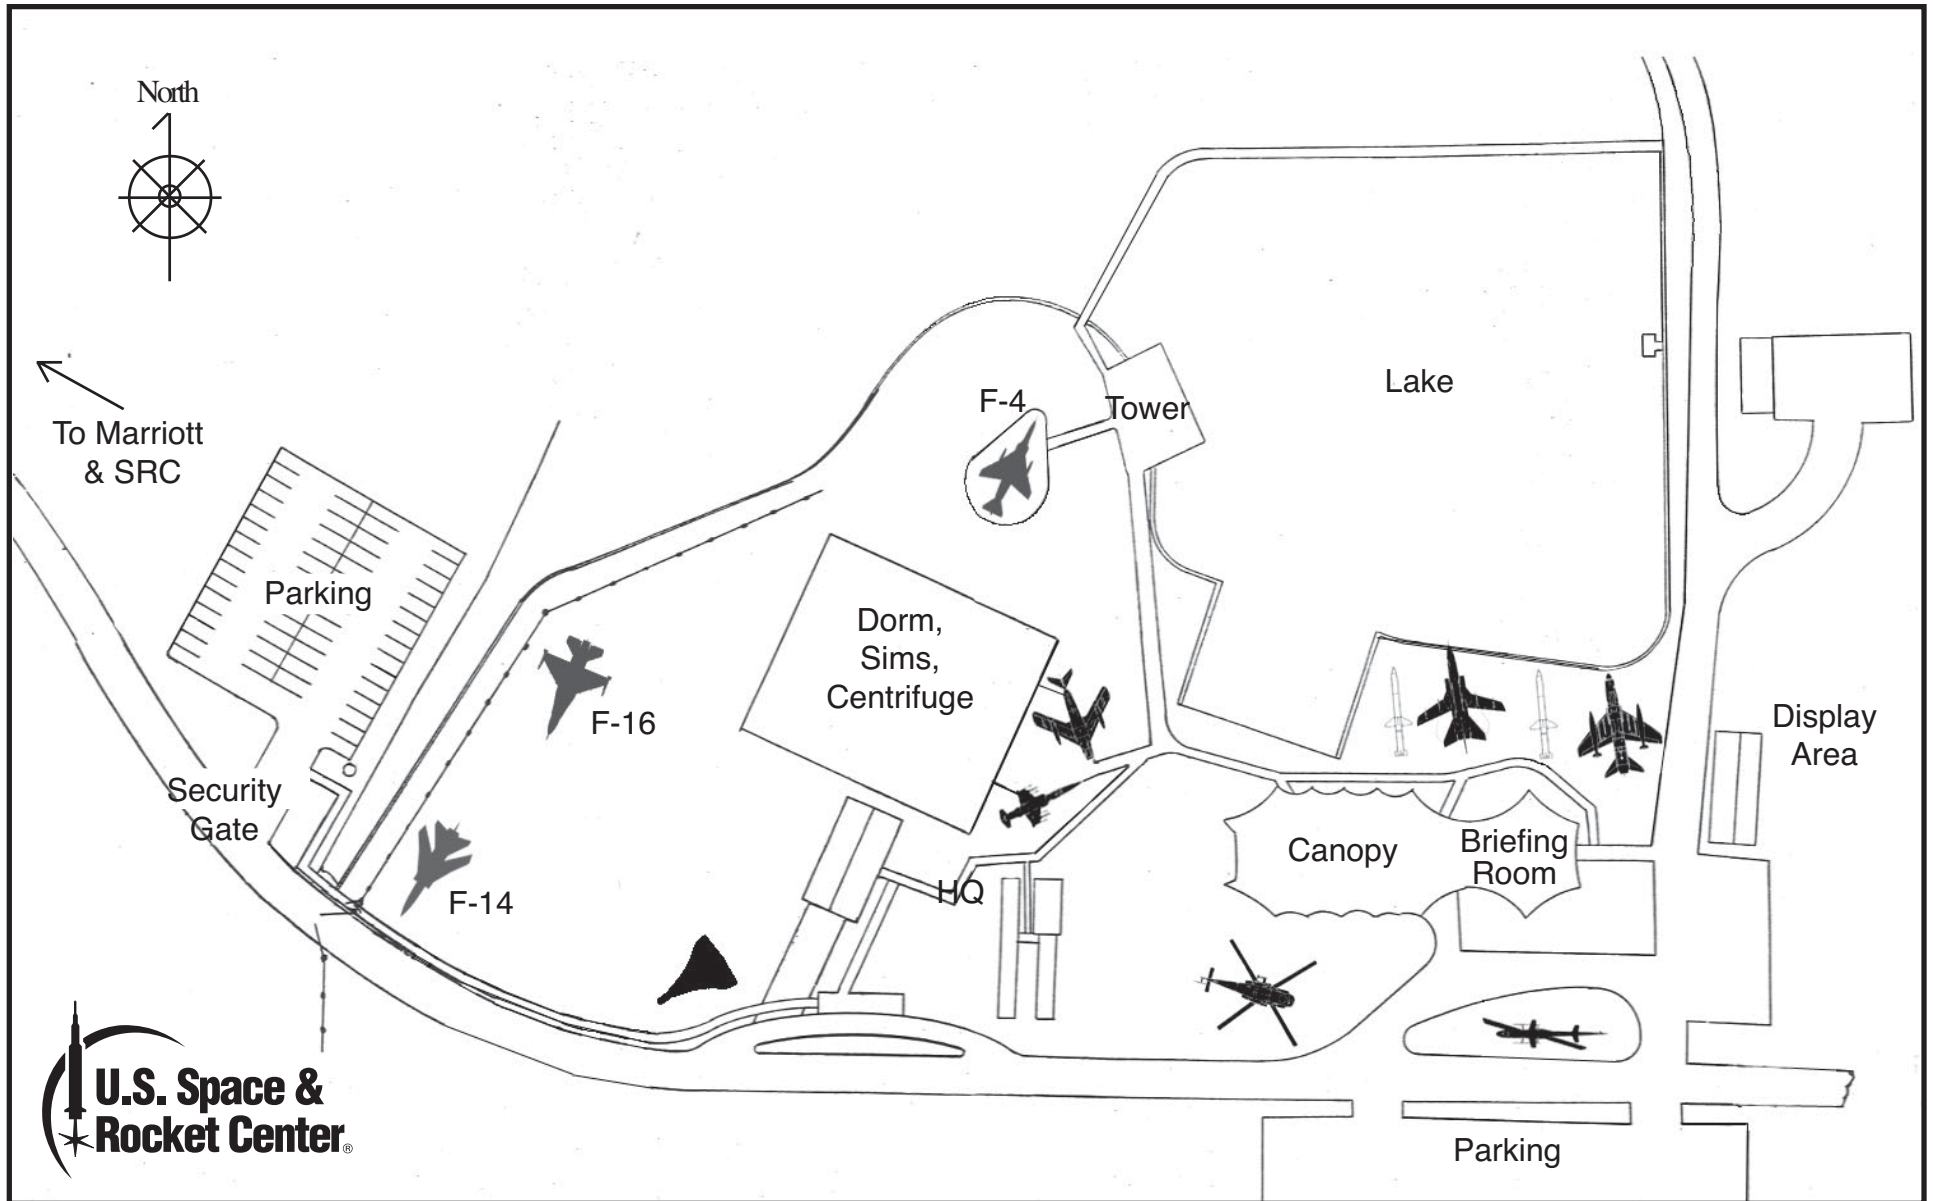 North
To Marriott
& SRC
Parking
Security
Gate
F-16
F-14
F-4
Tower
Lake
Dorm,
Sims,
Centrifuge
HQ
Canopy
Briefing
Room
Display
Area
Parking
U.S. Space &
Rocket Center®